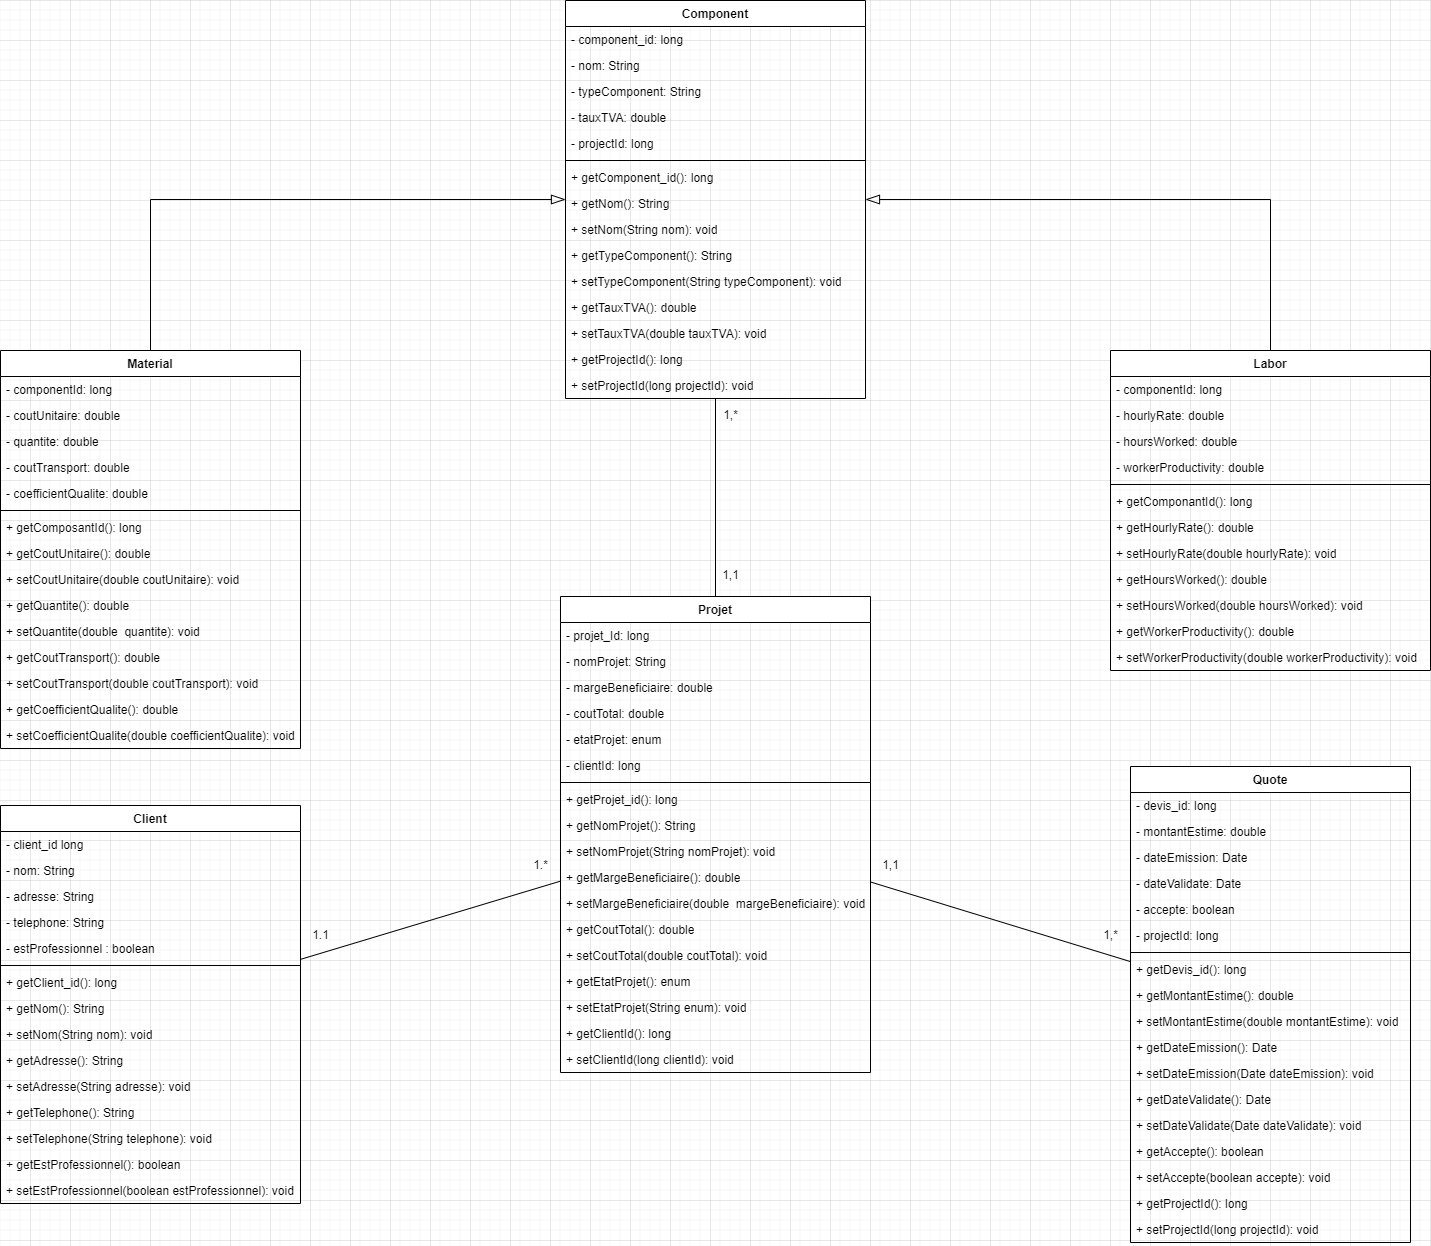 Component
- component_id: long
- nom: String
- typeComponent: String
- tauxTVA: double
- projectId: long
+ getComponent_id(): long
+ getNom(): String
+ setNom(String nom): void
+ getTypeComponent(): String
+ setTypeComponent(String typeComponent): void
+ getTauxTVA(): double
+ setTauxTVA(double tauxTVA): void
+ getProjectId(): long
+ setProjectId(long projectId): void
1,*
1,1
Material
- componentId: long
- coutUnitaire: double
- quantite: double
- coutTransport: double
- coefficientQualite: double
+ getComposantId(): long
+ getCoutUnitaire(): double
+ setCoutUnitaire(double coutUnitaire): void
+ getQuantite(): double
+ setQuantite(double  quantite): void
+ getCoutTransport(): double
+ setCoutTransport(double coutTransport): void
+ getCoefficientQualite(): double
+ setCoefficientQualite(double coefficientQualite): void
Labor
- componentId: long
- hourlyRate: double
- hoursWorked: double
- workerProductivity: double
+ getComponantId(): long
+ getHourlyRate(): double
+ setHourlyRate(double hourlyRate): void
+ getHoursWorked(): double
+ setHoursWorked(double hoursWorked): void
+ getWorkerProductivity(): double
+ setWorkerProductivity(double workerProductivity): void
Projet
- projet_Id: long
- nomProjet: String
- margeBeneficiaire: double
- coutTotal: double
- etatProjet: enum
- clientId: long
+ getProjet_id(): long
+ getNomProjet(): String
+ setNomProjet(String nomProjet): void
+ getMargeBeneficiaire(): double
+ setMargeBeneficiaire(double  margeBeneficiaire): void
+ getCoutTotal(): double
+ setCoutTotal(double coutTotal): void
+ getEtatProjet(): enum
+ setEtatProjet(String enum): void
+ getClientId(): long
+ setClientId(long clientId): void
1.*
1.1
1,1
1,*
Client
- client_id long
- nom: String
- adresse: String
- telephone: String
- estProfessionnel : boolean
+ getClient_id(): long
+ getNom(): String
+ setNom(String nom): void
+ getAdresse(): String
+ setAdresse(String adresse): void
+ getTelephone(): String
+ setTelephone(String telephone): void
+ getEstProfessionnel(): boolean
+ setEstProfessionnel(boolean estProfessionnel): void
Quote
- devis_id: long
- montantEstime: double
- dateEmission: Date
- dateValidate: Date
- accepte: boolean
- projectId: long
+ getDevis_id(): long
+ getMontantEstime(): double
+ setMontantEstime(double montantEstime): void
+ getDateEmission(): Date
+ setDateEmission(Date dateEmission): void
+ getDateValidate(): Date
+ setDateValidate(Date dateValidate): void
+ getAccepte(): boolean
+ setAccepte(boolean accepte): void
+ getProjectId(): long
+ setProjectId(long projectId): void